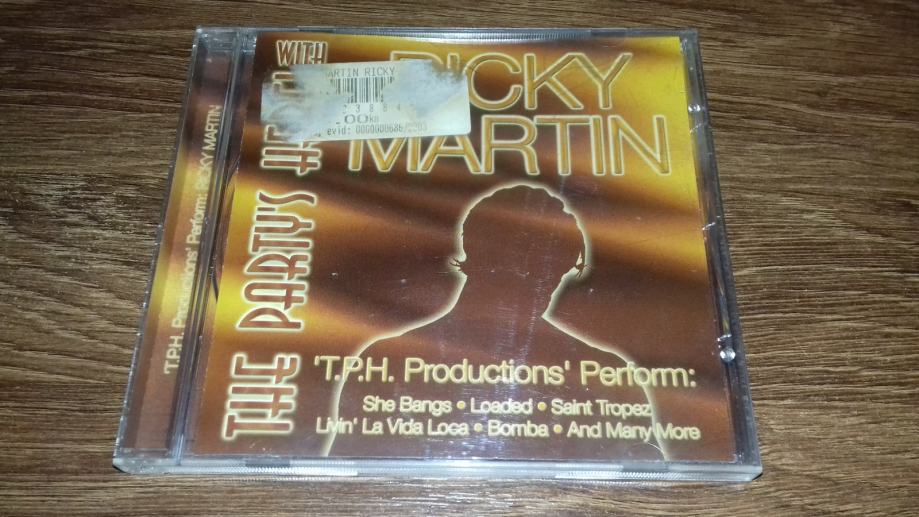 'T.P.H. Productions' Perform: RICKY MARTIN
THE PARTY'S WITH
RICKY
MARTIN
MARTIN RICKY
'T.P.H. Productions' Perform:
She Bangs • Loaded • Saint Tropez
Livin' La Vida Loca • Bomba • And Many More